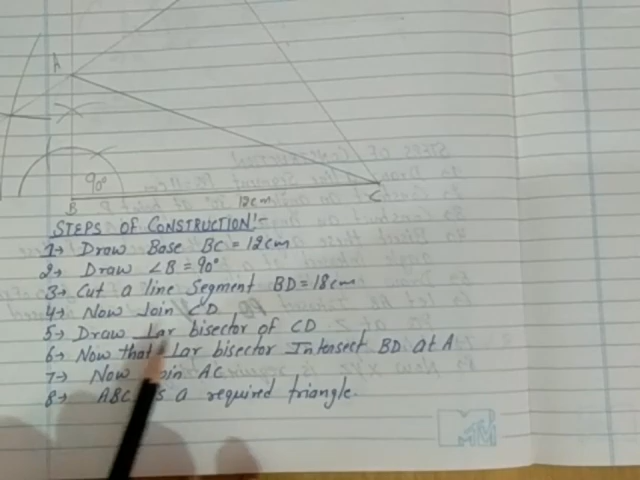 A
90°
12cm
B
C
STEPS OF CONSTRUCTION:-
1→ Draw Base BC = 12cm
2→ Draw ∠B = 90°
3→ Cut a line Segment BD = 18cm
4→ Now Join CD
5→ Draw ⊥ar bisector of CD
6→ Now that ⊥ar bisector Intersect BD at A
7→ Now Join AC
8→ ABC is a required triangle.